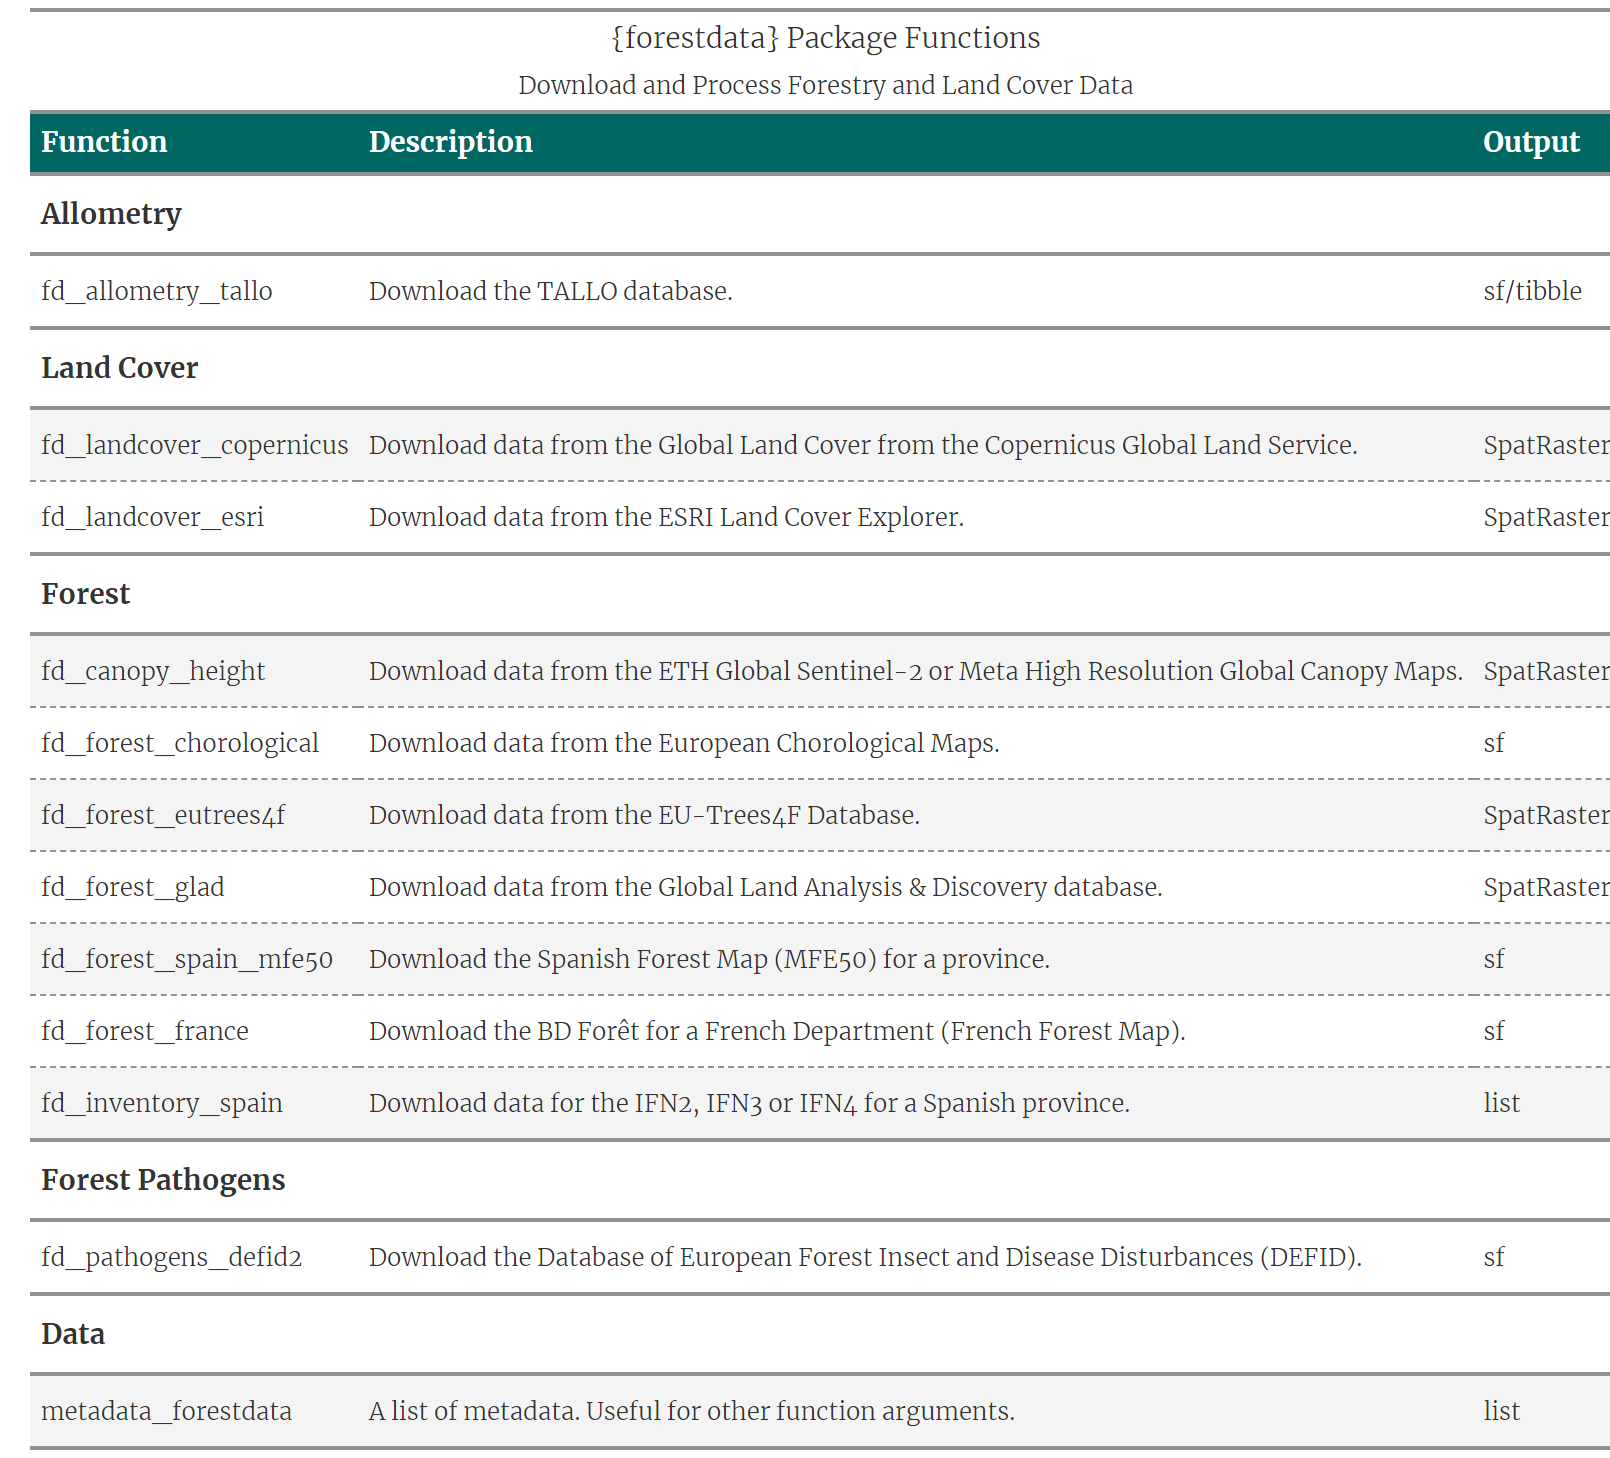 {forestdata} Package Functions
Download and Process Forestry and Land Cover Data
Function Description Output
Allometry
fd_allometry_tallo Download the TALLO database. sf/tibble
Land Cover
fd_landcover_copernicus Download data from the Global Land Cover from the Copernicus Global Land Service. SpatRaster
fd_landcover_esri Download data from the ESRI Land Cover Explorer. SpatRaster
Forest
fd_canopy_height Download data from the ETH Global Sentinel-2 or Meta High Resolution Global Canopy Maps. SpatRaster
fd_forest_chorological Download data from the European Chorological Maps. sf
fd_forest_eutrees4f Download data from the EU-Trees4F Database. SpatRaster
fd_forest_glad Download data from the Global Land Analysis & Discovery database. SpatRaster
fd_forest_spain_mfe50 Download the Spanish Forest Map (MFE50) for a province. sf
fd_forest_france Download the BD Forêt for a French Department (French Forest Map). sf
fd_inventory_spain Download data for the IFN2, IFN3 or IFN4 for a Spanish province. list
Forest Pathogens
fd_pathogens_defid2 Download the Database of European Forest Insect and Disease Disturbances (DEFID). sf
Data
metadata_forestdata A list of metadata. Useful for other function arguments. list